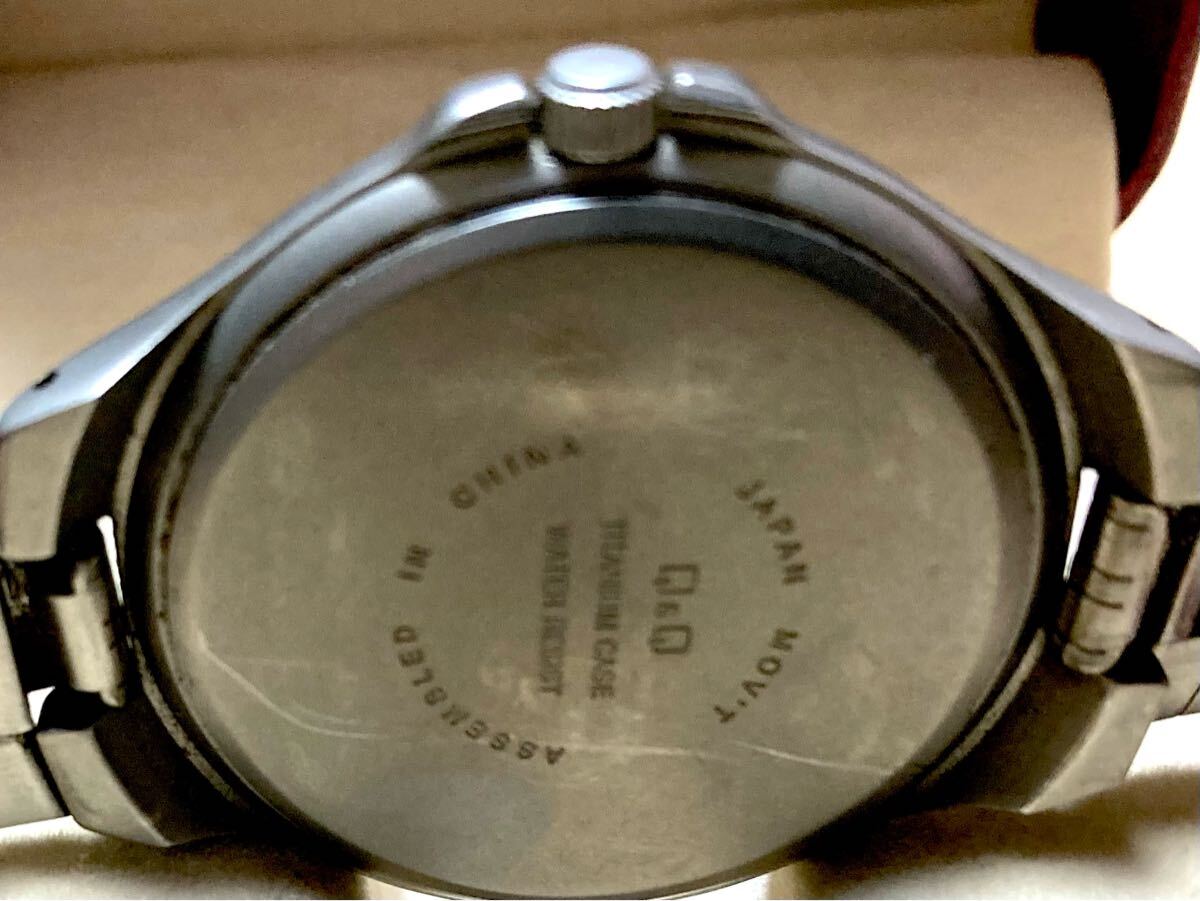 JAPAN MOV'T
Q&Q
TITANIUM CASE
WATER RESIST
ASSEMBLED IN CHINA